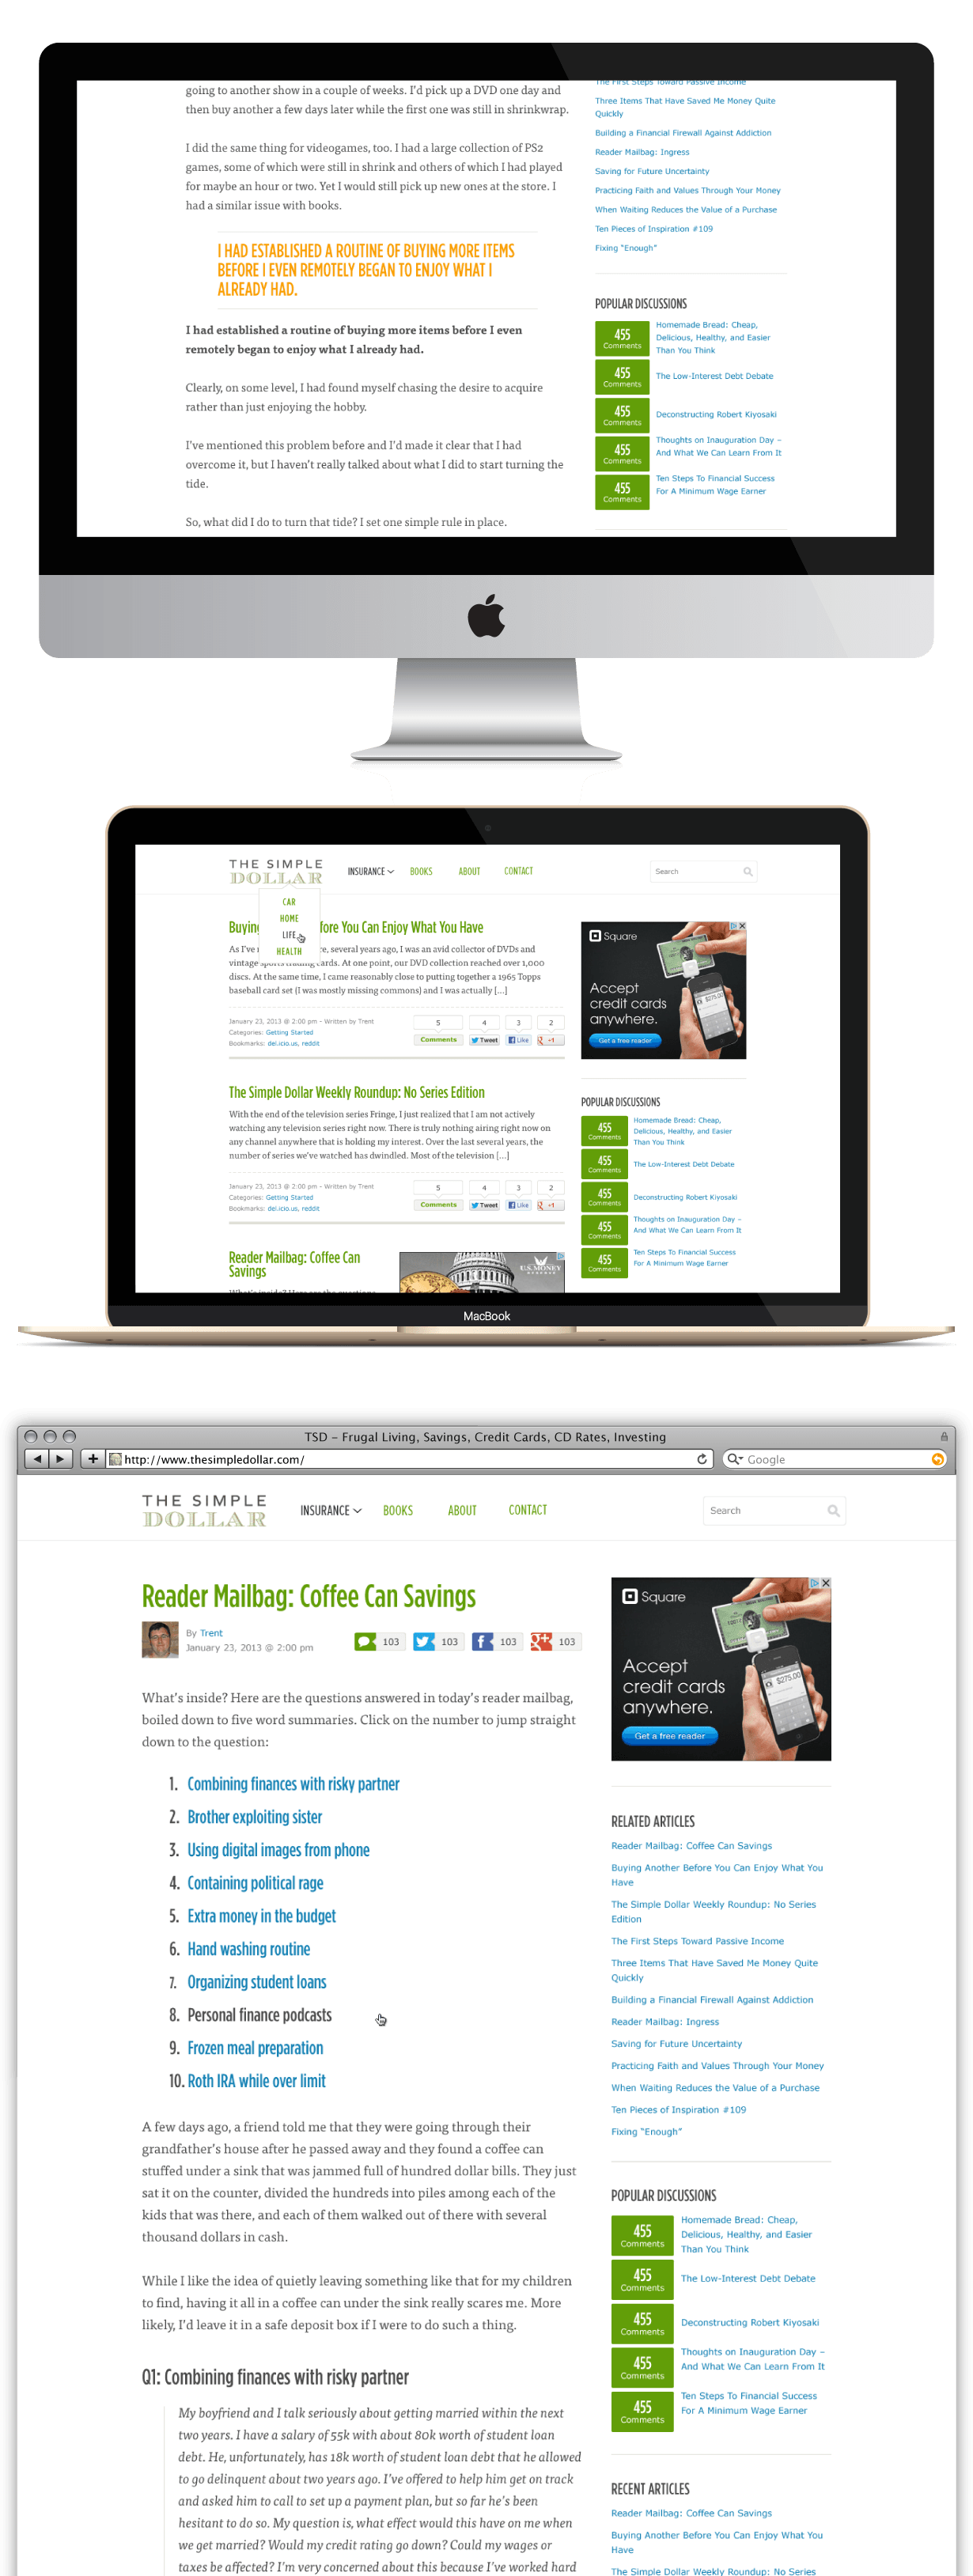 going to another show in a couple of weeks. I'd pick up a DVD one day and
then buy another a few days later while the first one was still in shrinkwrap.
I did the same thing for videogames, too. I had a large collection of PS2
games, some of which were still in shrink and others of which I had played
for maybe an hour or two. Yet I would still pick up new ones at the store. I
had a similar issue with books.
I HAD ESTABLISHED A ROUTINE OF BUYING MORE ITEMS
BEFORE I EVEN REMOTELY BEGAN TO ENJOY WHAT I
ALREADY HAD.
I had established a routine of buying more items before I even
remotely began to enjoy what I already had.
Clearly, on some level, I had found myself chasing the desire to acquire
rather than just enjoying the hobby.
I've mentioned this problem before and I'd made it clear that I had
overcome it, but I haven't really talked about what I did to start turning the
tide.
So, what did I do to turn that tide? I set one simple rule in place.
The First Steps Toward Passive Income
Three Items That Have Saved Me Money Quite
Quickly
Building a Financial Firewall Against Addiction
Reader Mailbag: Ingress
Saving for Future Uncertainty
Practicing Faith and Values Through Your Money
When Waiting Reduces the Value of a Purchase
Ten Pieces of Inspiration #109
Fixing "Enough"
POPULAR DISCUSSIONS
455
Comments
Homemade Bread: Cheap,
Delicious, Healthy, and Easier
Than You Think
455
Comments
The Low-Interest Debt Debate
455
Comments
Deconstructing Robert Kiyosaki
455
Comments
Thoughts on Inauguration Day –
And What We Can Learn From It
455
Comments
Ten Steps To Financial Success
For A Minimum Wage Earner
THE SIMPLE
DOLLAR
INSURANCE
BOOKS
ABOUT
CONTACT
Search
CAR
HOME
LIFE
HEALTH
Buying
fore You Can Enjoy What You Have
As I've
e, several years ago, I was an avid collector of DVDs and
vintage sports trading cards. At one point, our DVD collection reached over 1,000
discs. At the same time, I came reasonably close to putting together a 1965 Topps
baseball card set (I was mostly missing commons) and I was actually [...]
January 23, 2013 @ 2:00 pm - Written by Trent
Categories: Getting Started
Bookmarks: del.icio.us, reddit
5 4 3 2
Comments Tweet Like +1
The Simple Dollar Weekly Roundup: No Series Edition
With the end of the television series Fringe, I just realized that I am not actively
watching any television series right now. There is truly nothing airing right now on
any channel anywhere that is holding my interest. Over the last several years, the
number of series we've watched has dwindled. Most of the television [...]
January 23, 2013 @ 2:00 pm - Written by Trent
Categories: Getting Started
Bookmarks: del.icio.us, reddit
5 4 3 2
Comments Tweet Like +1
Reader Mailbag: Coffee Can
Savings
What's inside? Here are the questions
U.S. MONEY
RESERVE
Square
Accept
credit cards
anywhere.
Get a free reader
$275.00
POPULAR DISCUSSIONS
455
Comments
Homemade Bread: Cheap,
Delicious, Healthy, and Easier
Than You Think
455
Comments
The Low-Interest Debt Debate
455
Comments
Deconstructing Robert Kiyosaki
455
Comments
Thoughts on Inauguration Day –
And What We Can Learn From It
455
Comments
Ten Steps To Financial Success
For A Minimum Wage Earner
MacBook
TSD – Frugal Living, Savings, Credit Cards, CD Rates, Investing
http://www.thesimpledollar.com/
Google
THE SIMPLE
DOLLAR
INSURANCE
BOOKS
ABOUT
CONTACT
Search
Reader Mailbag: Coffee Can Savings
By Trent
January 23, 2013 @ 2:00 pm
103 103 103 103
What's inside? Here are the questions answered in today's reader mailbag,
boiled down to five word summaries. Click on the number to jump straight
down to the question:
1. Combining finances with risky partner
2. Brother exploiting sister
3. Using digital images from phone
4. Containing political rage
5. Extra money in the budget
6. Hand washing routine
7. Organizing student loans
8. Personal finance podcasts
9. Frozen meal preparation
10. Roth IRA while over limit
A few days ago, a friend told me that they were going through their
grandfather's house after he passed away and they found a coffee can
stuffed under a sink that was jammed full of hundred dollar bills. They just
sat it on the counter, divided the hundreds into piles among each of the
kids that was there, and each of them walked out of there with several
thousand dollars in cash.
While I like the idea of quietly leaving something like that for my children
to find, having it all in a coffee can under the sink really scares me. More
likely, I'd leave it in a safe deposit box if I were to do such a thing.
Q1: Combining finances with risky partner
My boyfriend and I talk seriously about getting married within the next
two years. I have a salary of 55k with about 80k worth of student loan
debt. He, unfortunately, has 18k worth of student loan debt that he allowed
to go delinquent about two years ago. I've offered to help him get on track
and asked him to call to set up a payment plan, but so far he's been
hesitant to do so. My question is, what effect would this have on me when
we get married? Would my credit rating go down? Could my wages or
taxes be affected? I'm very concerned about this because I've worked hard
Square
Accept
credit cards
anywhere.
Get a free reader
$275.00
RELATED ARTICLES
Reader Mailbag: Coffee Can Savings
Buying Another Before You Can Enjoy What You
Have
The Simple Dollar Weekly Roundup: No Series
Edition
The First Steps Toward Passive Income
Three Items That Have Saved Me Money Quite
Quickly
Building a Financial Firewall Against Addiction
Reader Mailbag: Ingress
Saving for Future Uncertainty
Practicing Faith and Values Through Your Money
When Waiting Reduces the Value of a Purchase
Ten Pieces of Inspiration #109
Fixing "Enough"
POPULAR DISCUSSIONS
455
Comments
Homemade Bread: Cheap,
Delicious, Healthy, and Easier
Than You Think
455
Comments
The Low-Interest Debt Debate
455
Comments
Deconstructing Robert Kiyosaki
455
Comments
Thoughts on Inauguration Day –
And What We Can Learn From It
455
Comments
Ten Steps To Financial Success
For A Minimum Wage Earner
RECENT ARTICLES
Reader Mailbag: Coffee Can Savings
Buying Another Before You Can Enjoy What You
Have
The Simple Dollar Weekly Roundup: No Series